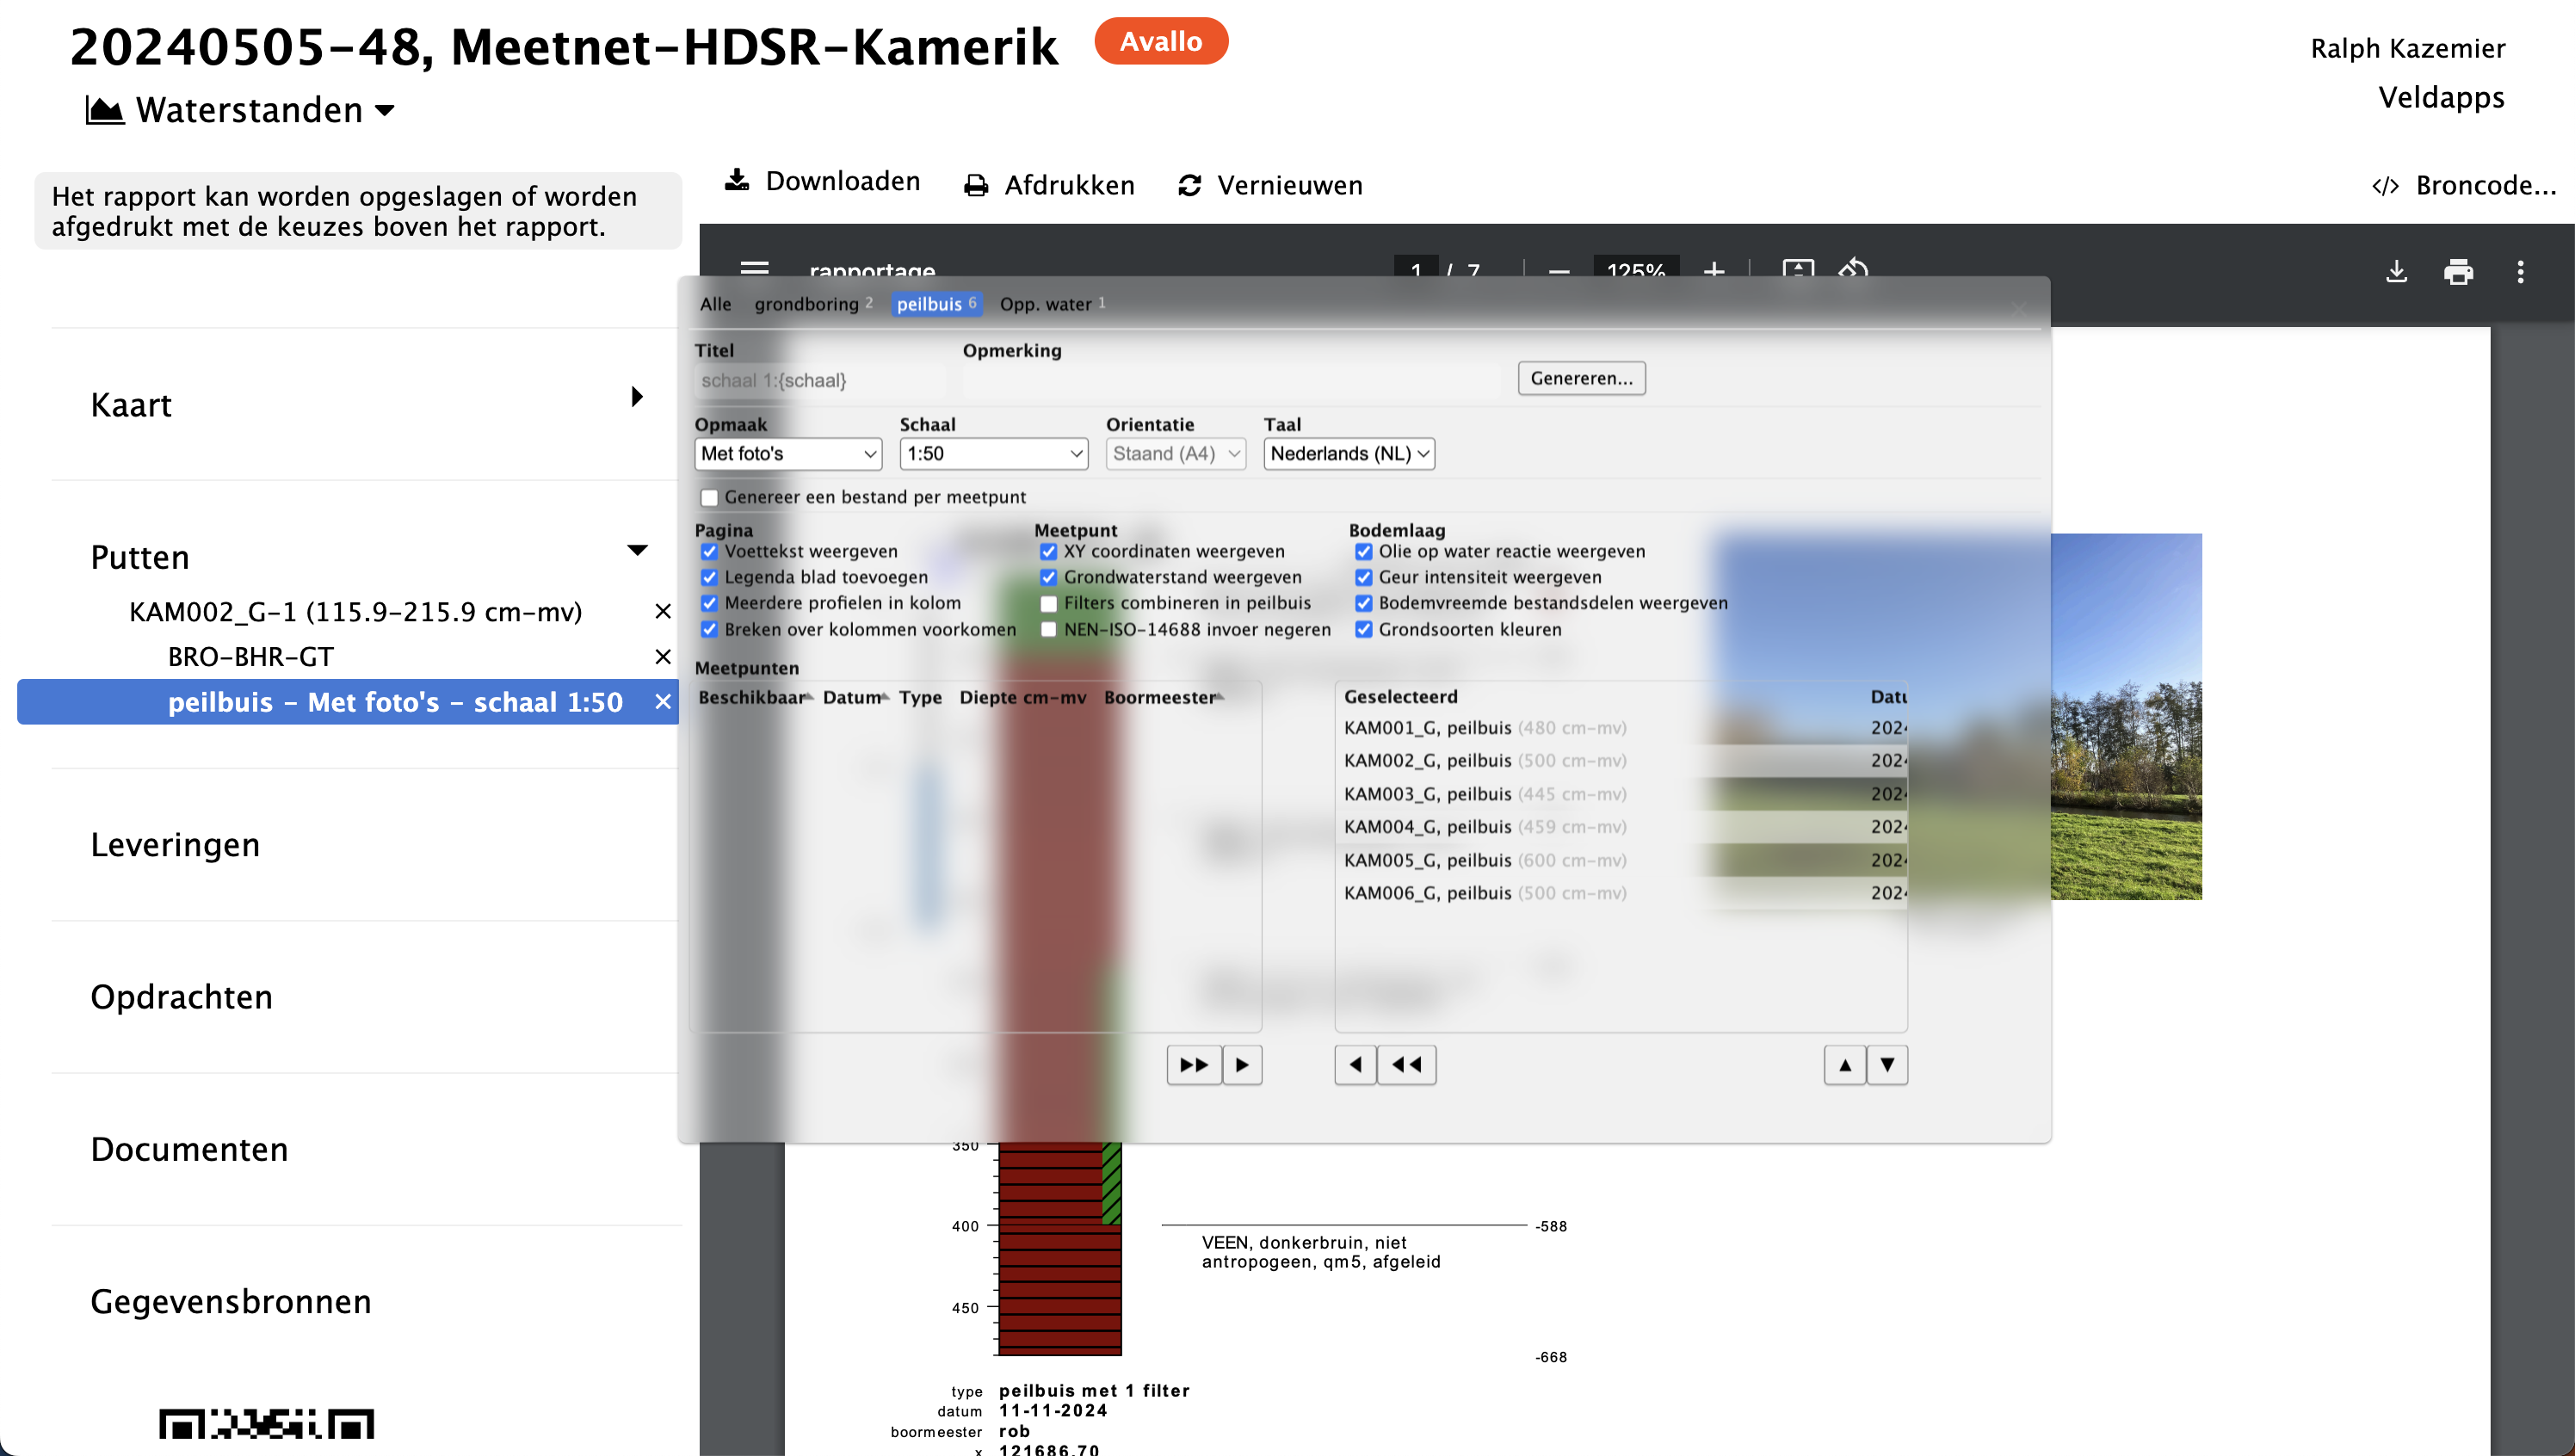 20240505-48, Meetnet-HDSR-Kamerik
Avallo
Ralph Kazemier
Waterstanden
Veldapps
Downloaden
Afdrukken
Vernieuwen
Broncode...
Het rapport kan worden opgeslagen of worden
afgedrukt met de keuzes boven het rapport.
rapportage
1 / 7
125%
Kaart
Putten
KAM002_G-1 (115.9-215.9 cm-mv)
BRO-BHR-GT
peilbuis - Met foto's - schaal 1:50
Leveringen
Opdrachten
Documenten
Gegevensbronnen
Alle grondboring 2 peilbuis 6 Opp. water 1
Titel Opmerking
schaal 1:{schaal}
Genereren...
Opmaak Schaal Orientatie Taal
Met foto's 1:50 Staand (A4) Nederlands (NL)
Genereer een bestand per meetpunt
Pagina Meetpunt Bodemlaag
Voettekst weergeven XY coordinaten weergeven Olie op water reactie weergeven
Legenda blad toevoegen Grondwaterstand weergeven Geur intensiteit weergeven
Meerdere profielen in kolom Filters combineren in peilbuis Bodemvreemde bestandsdelen weergeven
Breken over kolommen voorkomen NEN-ISO-14688 invoer negeren Grondsoorten kleuren
Meetpunten
Beschikbaar Datum Type Diepte cm-mv Boormeester
Geselecteerd
KAM001_G, peilbuis (480 cm-mv)
KAM002_G, peilbuis (500 cm-mv)
KAM003_G, peilbuis (445 cm-mv)
KAM004_G, peilbuis (459 cm-mv)
KAM005_G, peilbuis (600 cm-mv)
KAM006_G, peilbuis (500 cm-mv)
350
400
-588
VEEN, donkerbruin, niet
antropogeen, qm5, afgeleid
450
-668
type peilbuis met 1 filter
datum 11-11-2024
boormeester rob
x 121686.70